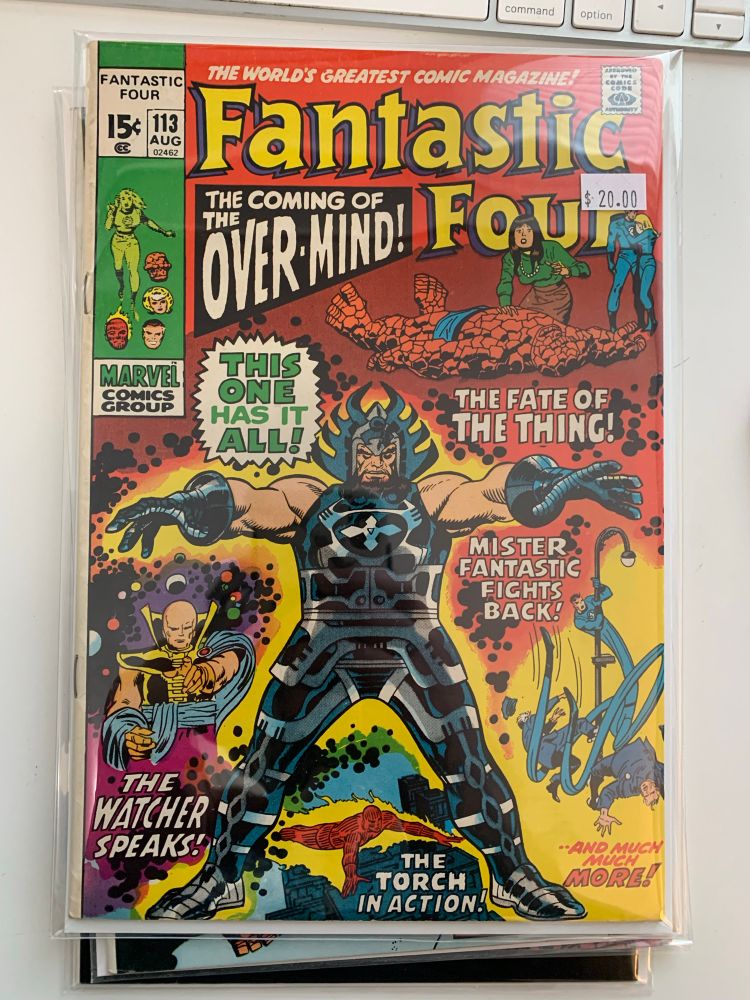 command
option
FANTASTIC
FOUR
15¢
113
AUG
02462
CC
THE WORLD'S GREATEST COMIC MAGAZINE!
APPROVED
BY THE
COMICS
CODE
AUTHORITY
Fantastic
Four
$ 20.00
THE COMING OF
THE
OVER-MIND!
MARVEL
COMICS
GROUP
THIS
ONE
HAS IT
ALL!
THE FATE OF
THE THING!
MISTER
FANTASTIC
FIGHTS
BACK!
THE
WATCHER
SPEAKS!
THE
TORCH
IN ACTION!
..AND MUCH
MUCH
MORE!